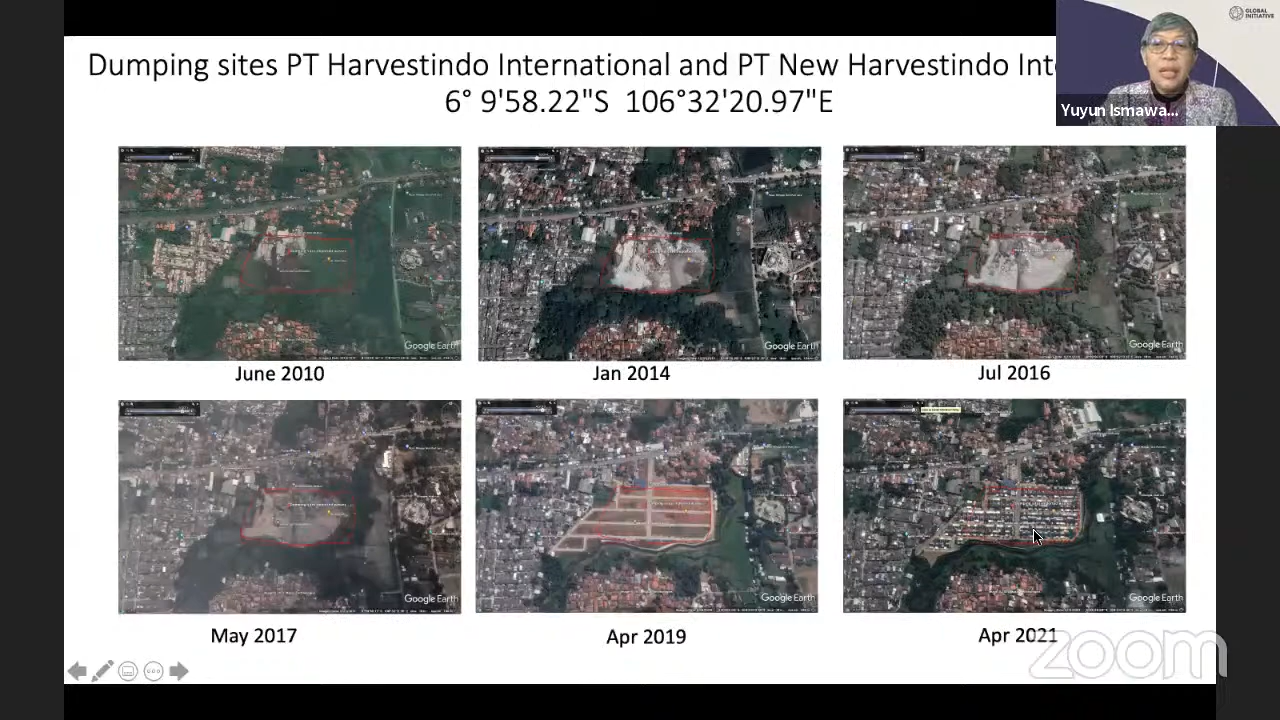 Dumping sites PT Harvestindo International and PT New Harvestindo Inte
6° 9'58.22"S 106°32'20.97"E
GLOBAL
INITIATIVE
Yuyun Ismawa...
Google Earth
Google Earth
Google Earth
June 2010
Jan 2014
Jul 2016
Google Earth
Google Earth
Google Earth
May 2017
Apr 2019
Apr 2021
zoom